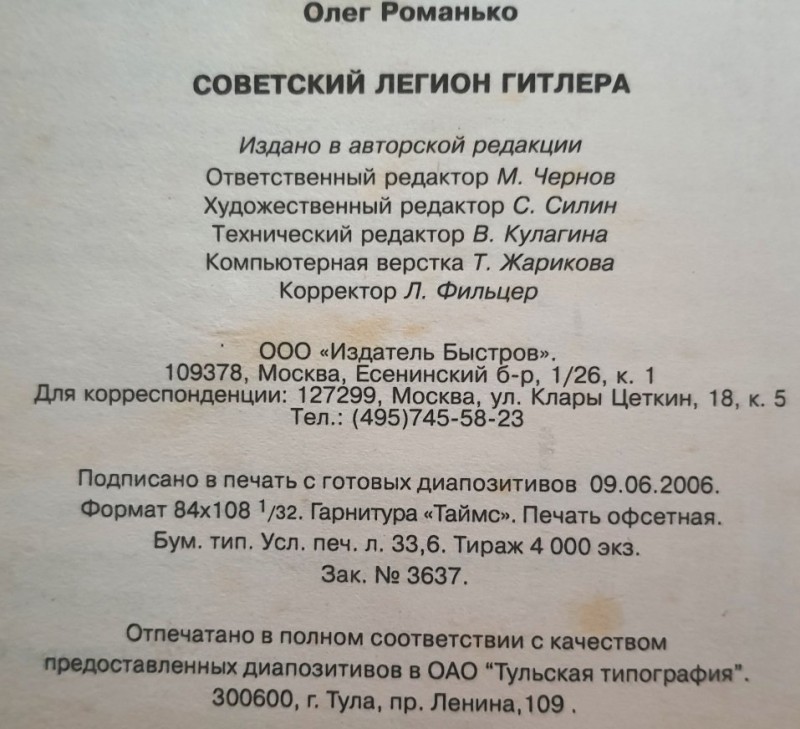 Олег Романько
СОВЕТСКИЙ ЛЕГИОН ГИТЛЕРА
Издано в авторской редакции
Ответственный редактор М. Чернов
Художественный редактор С. Силин
Технический редактор В. Кулагина
Компьютерная верстка Т. Жарикова
Корректор Л. Фильцер
ООО «Издатель Быстров».
109378, Москва, Есенинский б-р, 1/26, к. 1
Для корреспонденции: 127299, Москва, ул. Клары Цеткин, 18, к. 5
Тел.: (495)745-58-23
Подписано в печать с готовых диапозитивов 09.06.2006.
Формат 84х108 1/32. Гарнитура «Таймс». Печать офсетная.
Бум. тип. Усл. печ. л. 33,6. Тираж 4 000 экз.
Зак. № 3637.
Отпечатано в полном соответствии с качеством
предоставленных диапозитивов в ОАО "Тульская типография".
300600, г. Тула, пр. Ленина,109 .